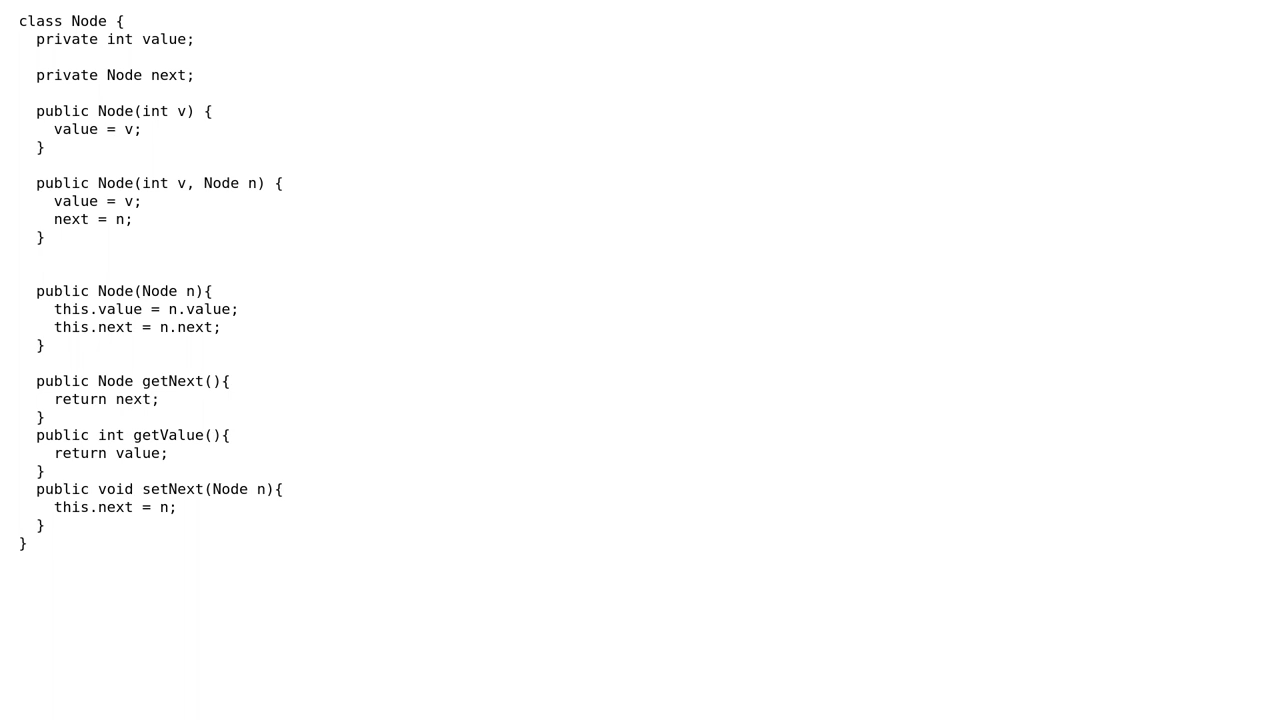 class Node {
  private int value;

  private Node next;

  public Node(int v) {
    value = v;
  }

  public Node(int v, Node n) {
    value = v;
    next = n;
  }


  public Node(Node n){
    this.value = n.value;
    this.next = n.next;
  }

  public Node getNext(){
    return next;
  }
  public int getValue(){
    return value;
  }
  public void setNext(Node n){
    this.next = n;
  }
}